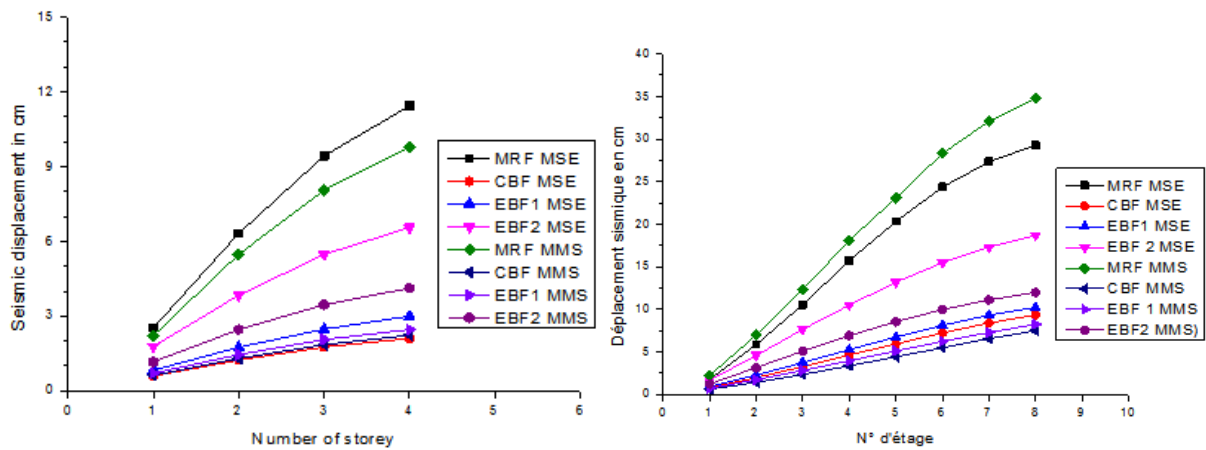 15
12
9
6
3
0
Seismic displacement in cm
0 1 2 3 4 5 6
Number of storey
MRF MSE
CBF MSE
EBF1 MSE
EBF2 MSE
MRF MMS
CBF MMS
EBF1 MMS
EBF2 MMS
40
35
30
25
20
15
10
5
0
Déplacement sismique en cm
0 1 2 3 4 5 6 7 8 9 10
N° d'étage
MRF MSE
CBF MSE
EBF1 MSE
EBF 2 MSE
MRF MMS
CBF MMS
EBF 1 MMS
EBF2 MMS)